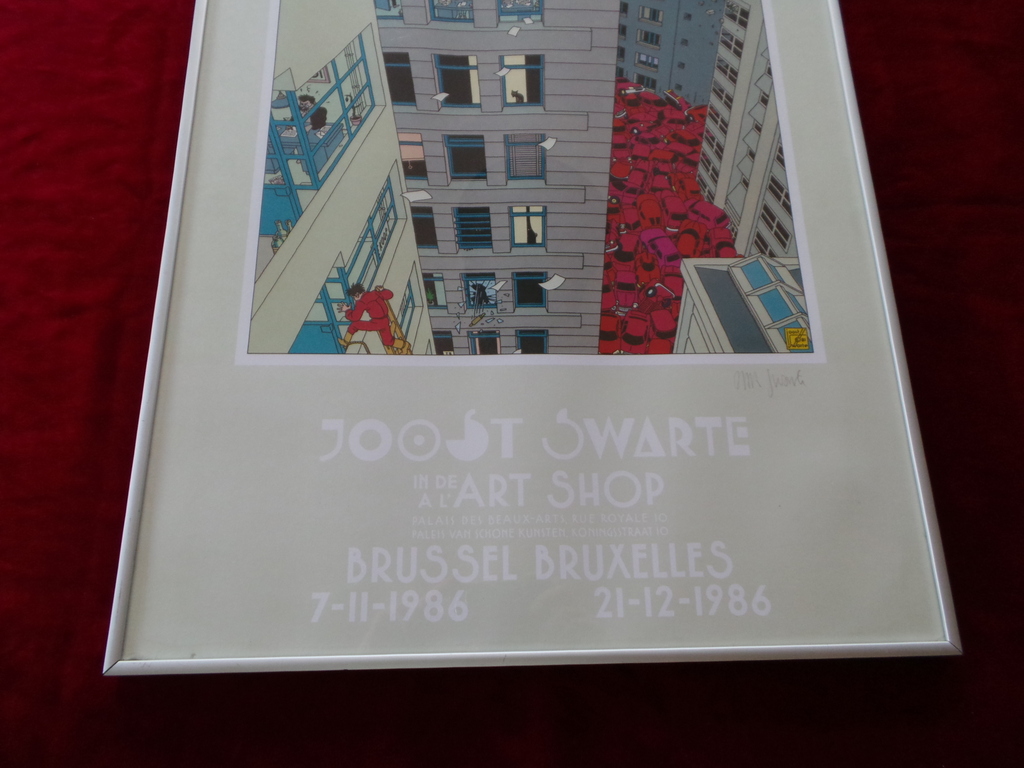 JOOST SWARTE
IN DE
A L' ART SHOP
PALAIS DES BEAUX ARTS, RUE ROYALE 10
PALEIS VAN SCHONE KUNSTEN, KONINGSSTRAAT 10
BRUSSEL BRUXELLES
7-11-1986 21-12-1986